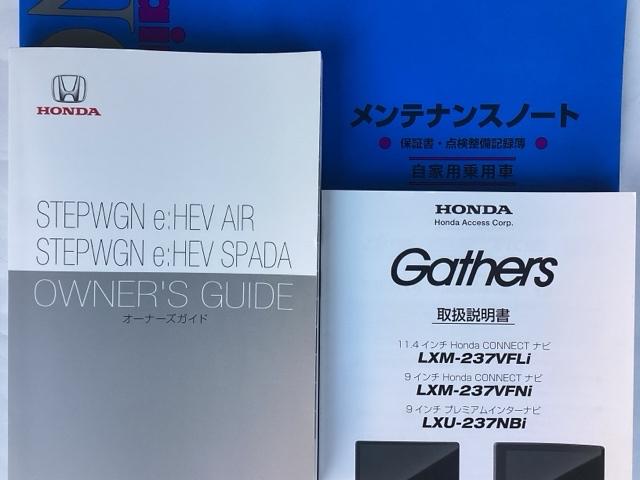 HONDA
STEPWGN e:HEV AIR
STEPWGN e:HEV SPADA
OWNER'S GUIDE
オーナーズガイド
メンテナンスノート
保証書・点検整備記録簿
自家用乗用車
HONDA
Honda Access Corp.
Gathers
取扱説明書
11.4インチ Honda CONNECT ナビ
LXM-237VFLi
9インチ Honda CONNECT ナビ
LXM-237VFNi
9インチ プレミアムインターナビ
LXU-237NBi